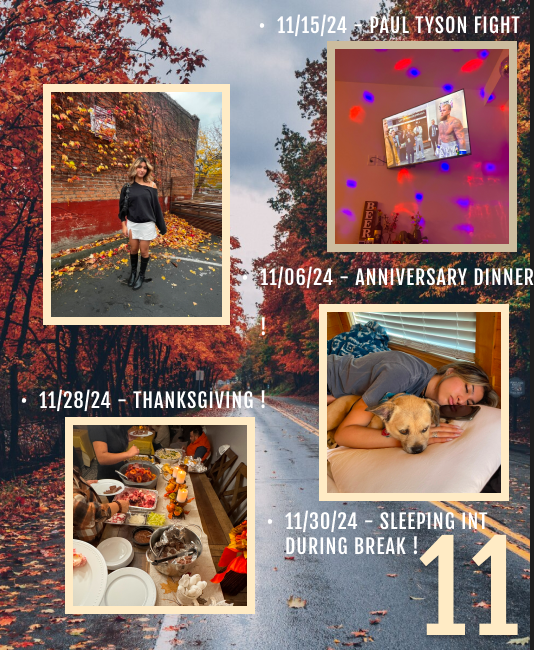 • 11/15/24 - PAUL TYSON FIGHT
BEER
• 11/06/24 - ANNIVERSARY DINNER
!
• 11/28/24 - THANKSGIVING !
• 11/30/24 - SLEEPING INT
DURING BREAK !
11